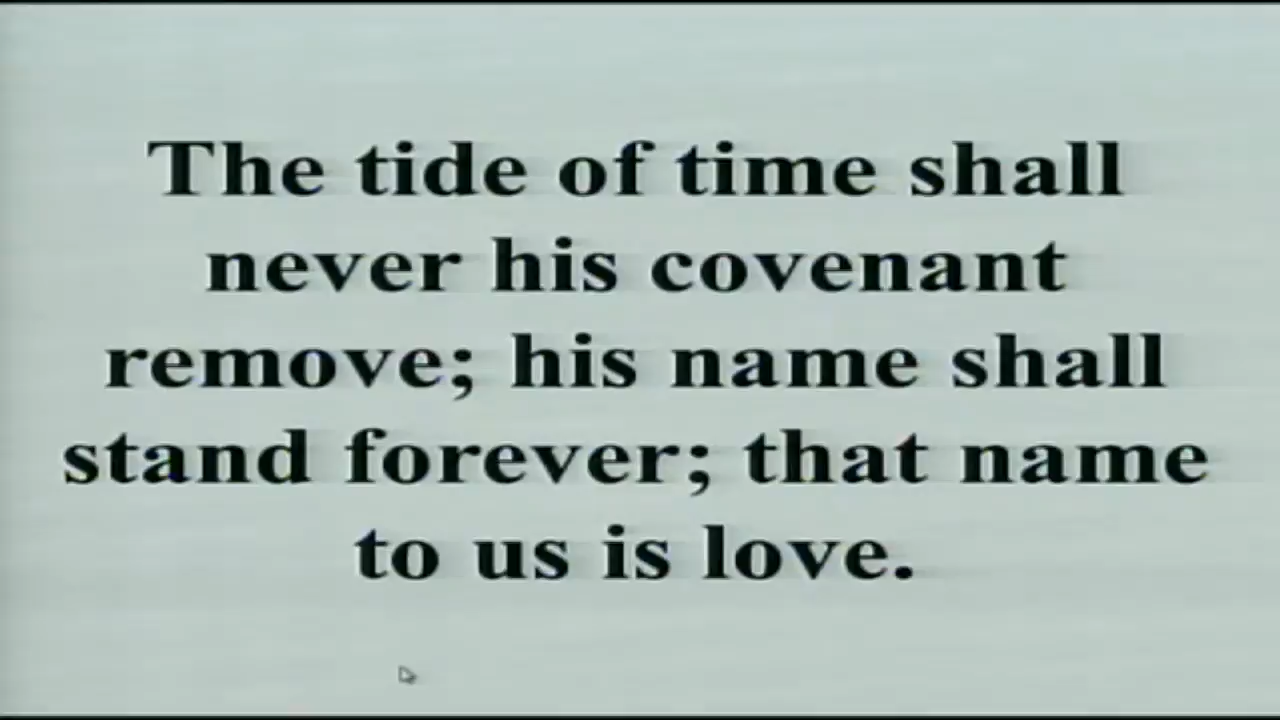 The tide of time shall
never his covenant
remove; his name shall
stand forever; that name
to us is love.